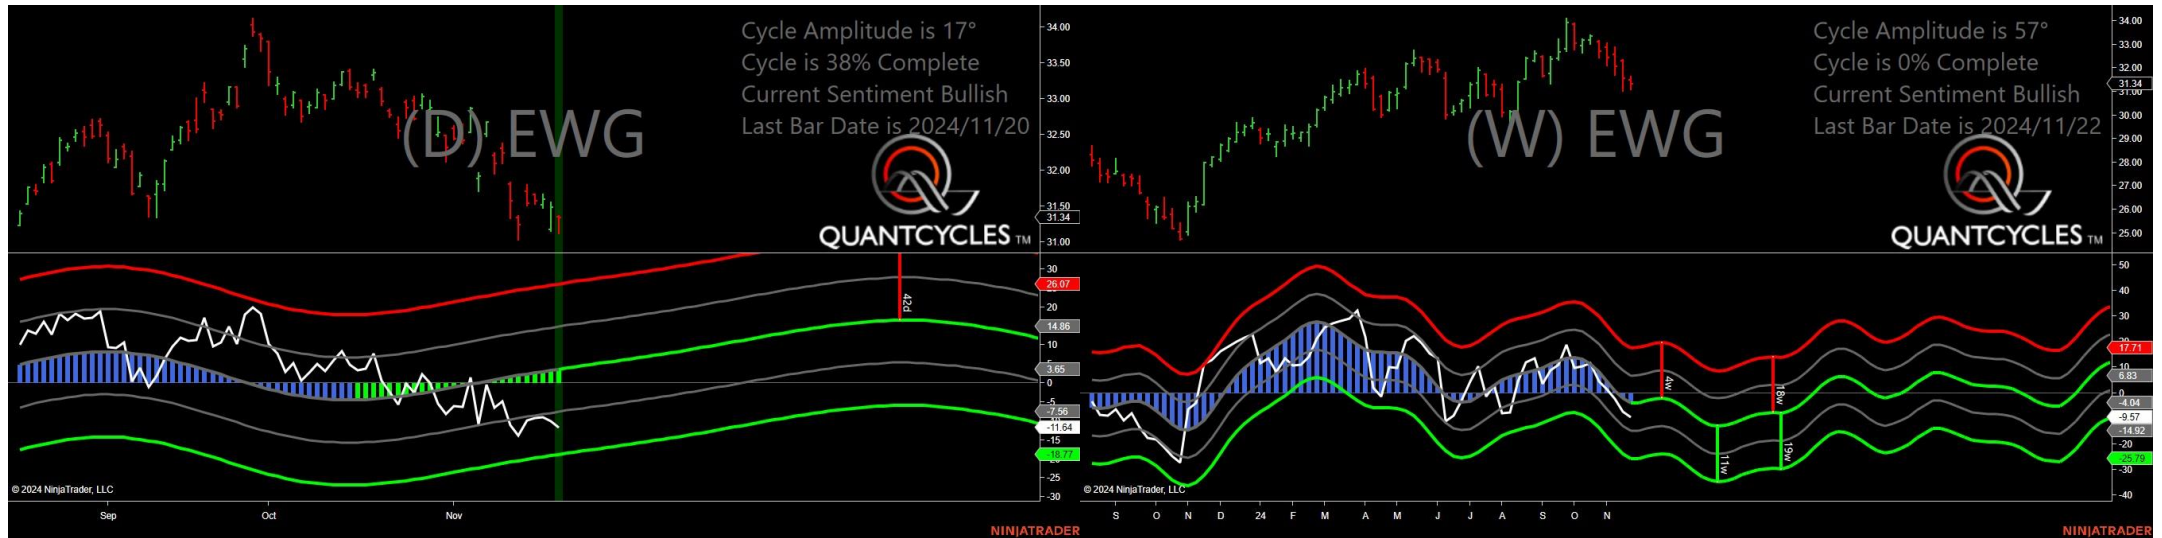 Cycle Amplitude is 17°
Cycle is 38% Complete
Current Sentiment Bullish
Last Bar Date is 2024/11/20
(D) EWG
QUANTCYCLES TM
34.00
33.50
33.00
32.50
32.00
31.50
31.34
31.00
30
26.07
20
14.86
10
3.65
0
-5
-7.56
-11.64
-15
-18.77
-25
-30
42d
© 2024 NinjaTrader, LLC
Sep Oct Nov
NINJATRADER
Cycle Amplitude is 57°
Cycle is 0% Complete
Current Sentiment Bullish
Last Bar Date is 2024/11/22
(W) EWG
QUANTCYCLES TM
34.00
33.00
32.00
31.34
31.00
30.00
29.00
28.00
27.00
26.00
25.00
50
40
30
17.71
6.83
0
-4.04
-9.57
-14.92
-20
-25.79
-30
-40
4w
18w
11w
19w
© 2024 NinjaTrader, LLC
S O N D 24 F M A M J J A S O N
NINJATRADER